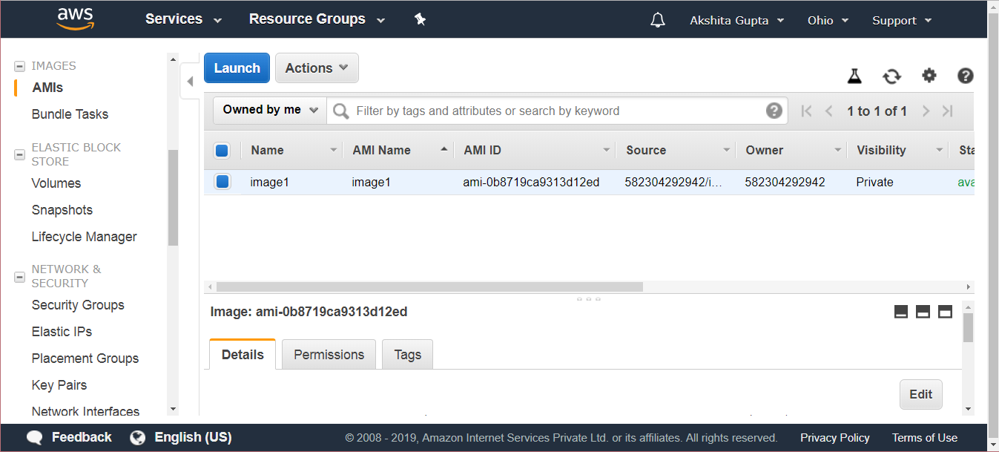 aws Services Resource Groups Akshita Gupta Ohio Support
IMAGES
AMIs
Bundle Tasks
ELASTIC BLOCK
STORE
Volumes
Snapshots
Lifecycle Manager
NETWORK &
SECURITY
Security Groups
Elastic IPs
Placement Groups
Key Pairs
Network Interfaces
Launch Actions
Owned by me Filter by tags and attributes or search by keyword ? 1 to 1 of 1
Name AMI Name AMI ID Source Owner Visibility Sta
image1 image1 ami-0b8719ca9313d12ed 582304292942/i... 582304292942 Private ava
Image: ami-0b8719ca9313d12ed
Details Permissions Tags
Edit
Feedback English (US) © 2008 - 2019, Amazon Internet Services Private Ltd. or its affiliates. All rights reserved. Privacy Policy Terms of Use